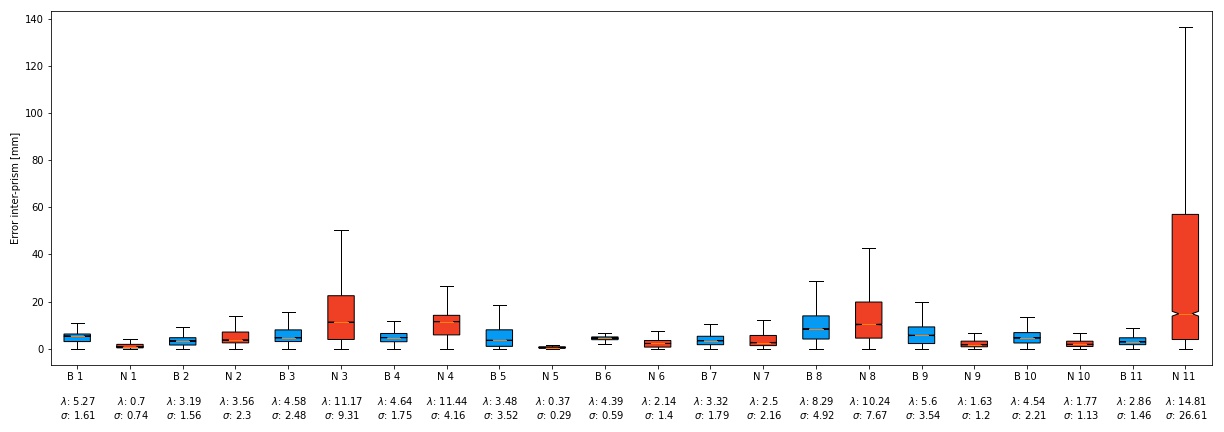 140
120
100
80
60
40
20
0
Error inter-prism [mm]
B 1 N 1 B 2 N 2 B 3 N 3 B 4 N 4 B 5 N 5 B 6 N 6 B 7 N 7 B 8 N 8 B 9 N 9 B 10 N 10 B 11 N 11
λ: 5.27 λ: 0.7 λ: 3.19 λ: 3.56 λ: 4.58 λ: 11.17 λ: 4.64 λ: 11.44 λ: 3.48 λ: 0.37 λ: 4.39 λ: 2.14 λ: 3.32 λ: 2.5 λ: 8.29 λ: 10.24 λ: 5.6 λ: 1.63 λ: 4.54 λ: 1.77 λ: 2.86 λ: 14.81
σ: 1.61 σ: 0.74 σ: 1.56 σ: 2.3 σ: 2.48 σ: 9.31 σ: 1.75 σ: 4.16 σ: 3.52 σ: 0.29 σ: 0.59 σ: 1.4 σ: 1.79 σ: 2.16 σ: 4.92 σ: 7.67 σ: 3.54 σ: 1.2 σ: 2.21 σ: 1.13 σ: 1.46 σ: 26.61